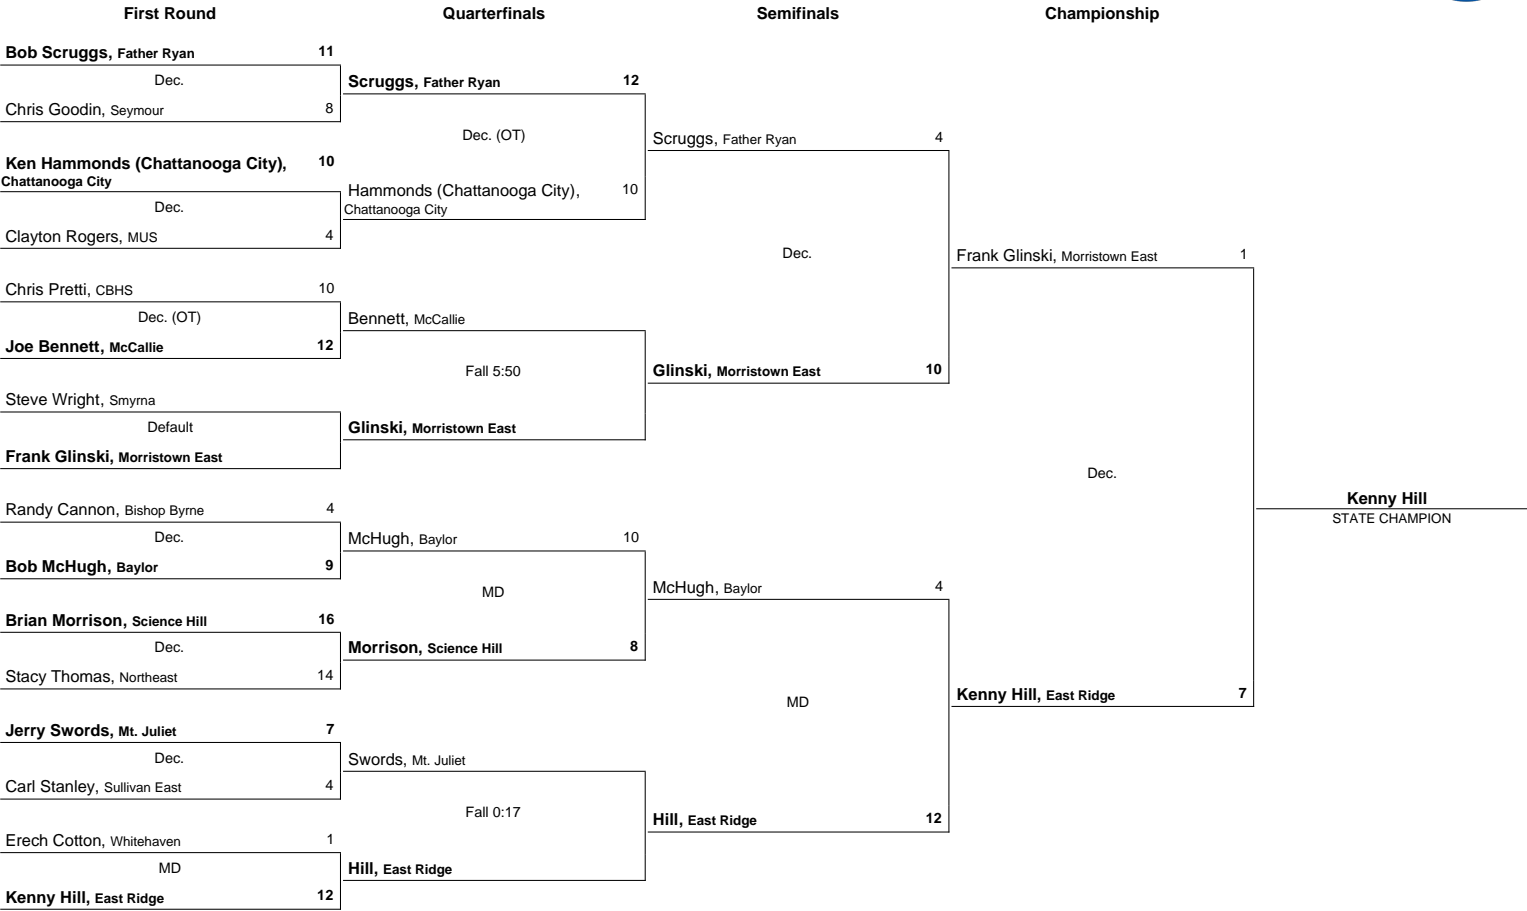 First Round
Quarterfinals
Semifinals
Championship
Bob Scruggs, Father Ryan 11
Dec.
Chris Goodin, Seymour 8
Ken Hammonds (Chattanooga City), 10
Chattanooga City
Dec.
Clayton Rogers, MUS 4
Chris Pretti, CBHS 10
Dec. (OT)
Joe Bennett, McCallie 12
Steve Wright, Smyrna
Default
Frank Glinski, Morristown East
Randy Cannon, Bishop Byrne 4
Dec.
Bob McHugh, Baylor 9
Brian Morrison, Science Hill 16
Dec.
Stacy Thomas, Northeast 14
Jerry Swords, Mt. Juliet 7
Dec.
Carl Stanley, Sullivan East 4
Erech Cotton, Whitehaven 1
MD
Kenny Hill, East Ridge 12
Scruggs, Father Ryan 12
Dec. (OT)
Hammonds (Chattanooga City), 10
Chattanooga City
Bennett, McCallie
Fall 5:50
Glinski, Morristown East
McHugh, Baylor 10
MD
Morrison, Science Hill 8
Swords, Mt. Juliet
Fall 0:17
Hill, East Ridge
Scruggs, Father Ryan 4
Dec.
Glinski, Morristown East 10
McHugh, Baylor 4
MD
Hill, East Ridge 12
Frank Glinski, Morristown East 1
Dec.
Kenny Hill, East Ridge 7
Kenny Hill
STATE CHAMPION